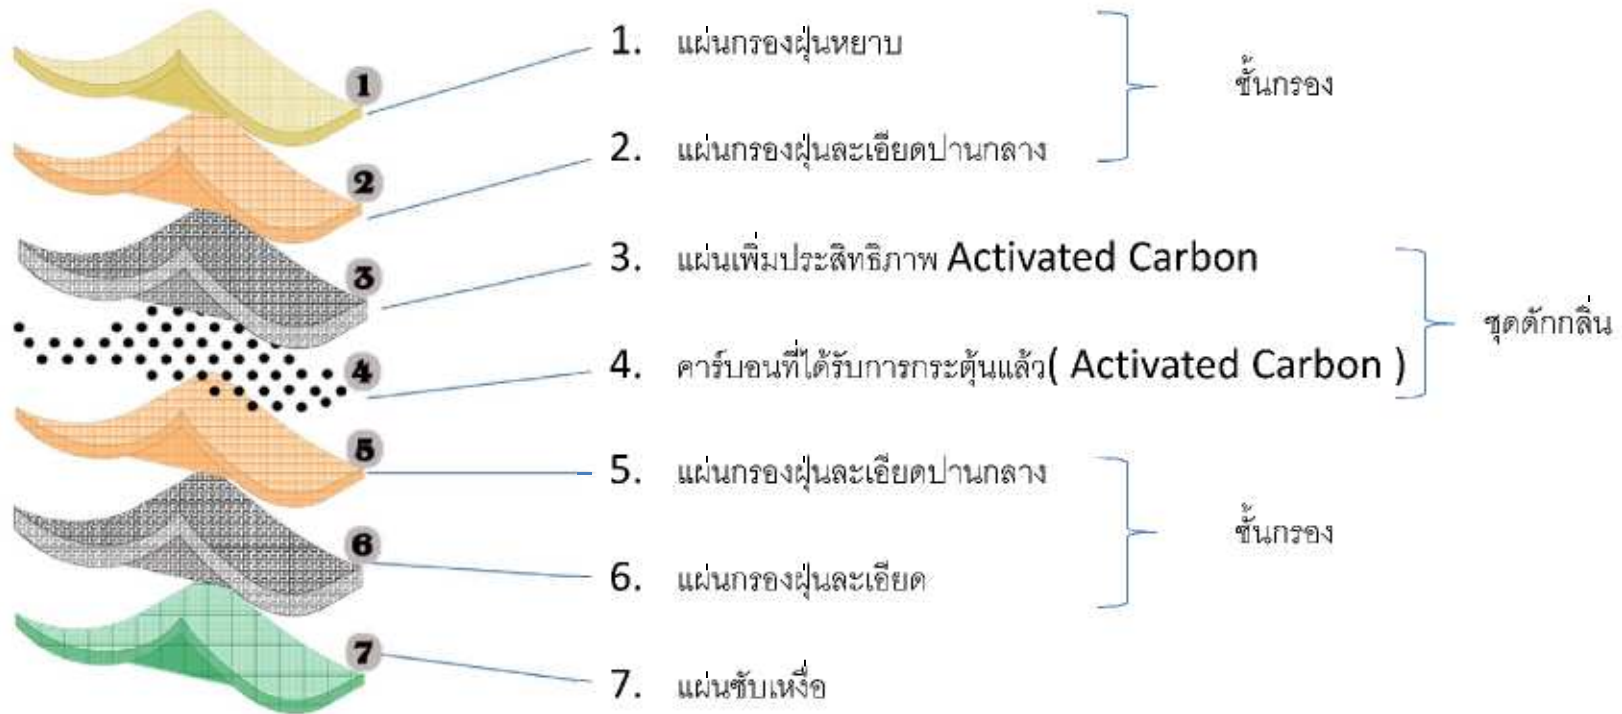 1
1. แผ่นกรองฝุ่นหยาบ
ชั้นกรอง
2
2. แผ่นกรองฝุ่นละเอียดปานกลาง
3
3. แผ่นเพิ่มประสิทธิภาพ Activated Carbon
ชุดดักกลิ่น
4
4. คาร์บอนที่ได้รับการกระตุ้นแล้ว( Activated Carbon )
5
5. แผ่นกรองฝุ่นละเอียดปานกลาง
ชั้นกรอง
6
6. แผ่นกรองฝุ่นละเอียด
7
7. แผ่นซับเหงื่อ